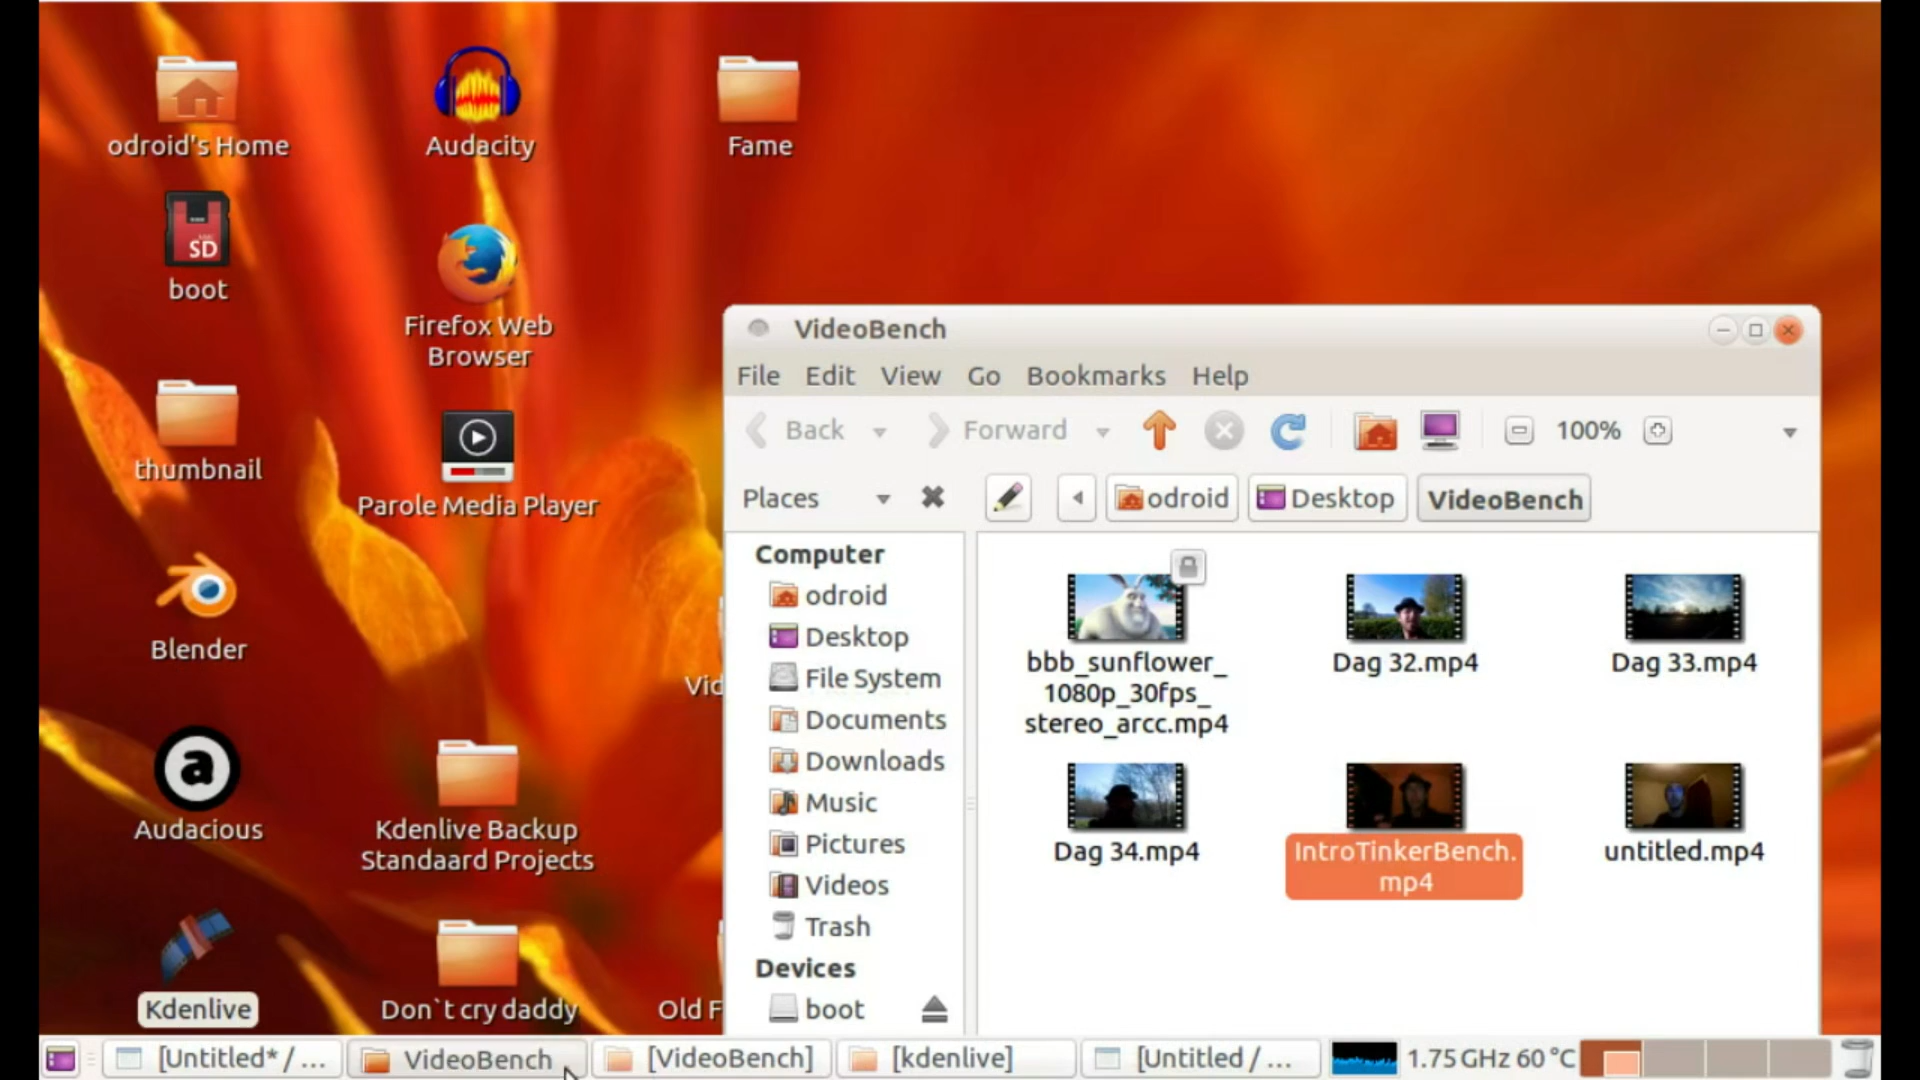 odroid's Home
Audacity
Fame
SD
boot
Firefox Web
Browser
thumbnail
Parole Media Player
Blender
Vid
a
Audacious
Kdenlive Backup
Standaard Projects
Kdenlive
Don`t cry daddy
Old F
VideoBench
File Edit View Go Bookmarks Help
Back Forward 100%
Places odroid Desktop VideoBench
Computer
odroid
Desktop
File System
Documents
Downloads
Music
Pictures
Videos
Trash
Devices
boot
bbb_sunflower_
1080p_30fps_
stereo_arcc.mp4
Dag 32.mp4
Dag 33.mp4
Dag 34.mp4
IntroTinkerBench.
mp4
untitled.mp4
[Untitled* / ... VideoBench [VideoBench] [kdenlive] [Untitled / ... 1.75 GHz 60 °C